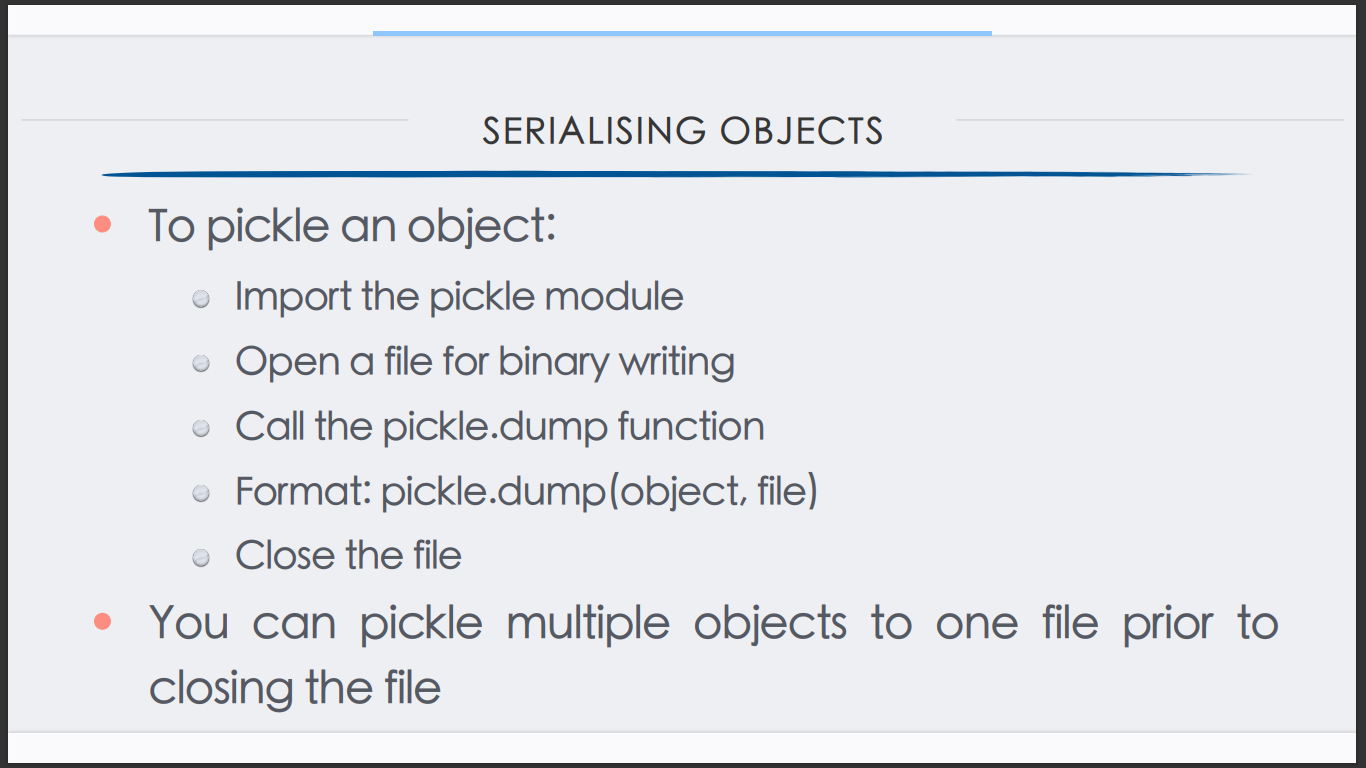 SERIALISING OBJECTS
To pickle an object:
Import the pickle module
Open a file for binary writing
Call the pickle.dump function
Format: pickle.dump(object, file)
Close the file
You can pickle multiple objects to one file prior to
closing the file